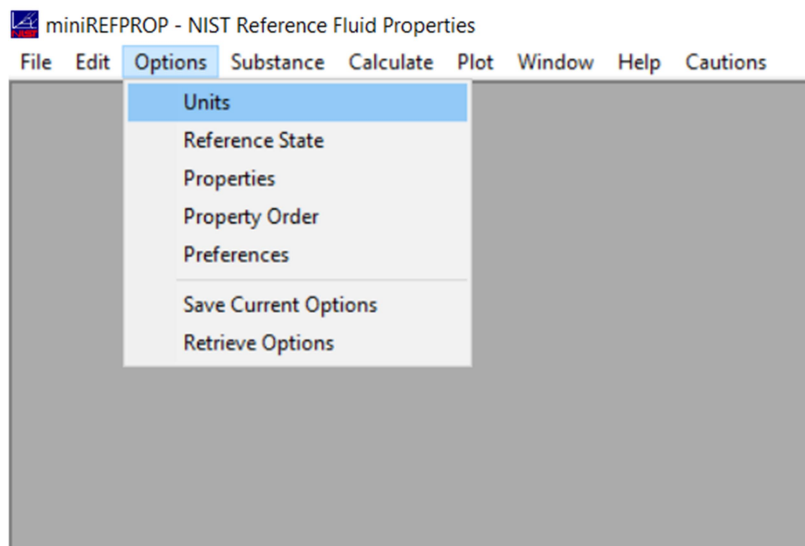 miniREFPROP - NIST Reference Fluid Properties
File Edit Options Substance Calculate Plot Window Help Cautions
Units
Reference State
Properties
Property Order
Preferences
Save Current Options
Retrieve Options